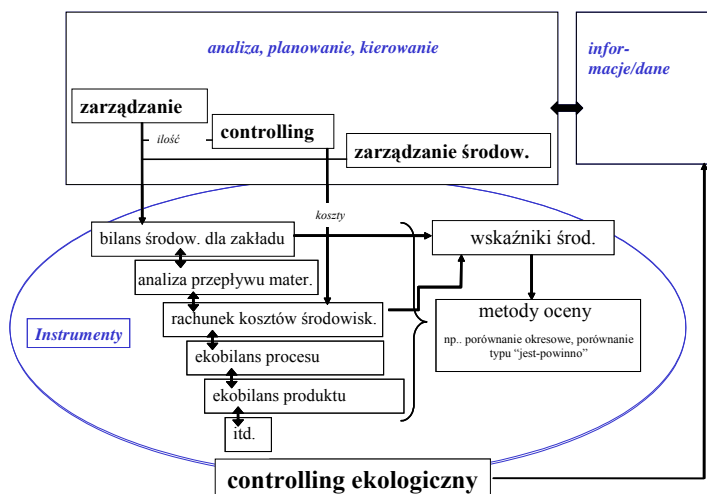 analiza, planowanie, kierowanie
infor-
macje/dane
zarządzanie
ilość
controlling
zarządzanie środow.
koszty
bilans środow. dla zakładu
wskaźniki środ.
analiza przepływu mater.
rachunek kosztów środowisk.
metody oceny
np.. porównanie okresowe, porównanie
typu “jest-powinno”
Instrumenty
ekobilans procesu
ekobilans produktu
itd.
controlling ekologiczny